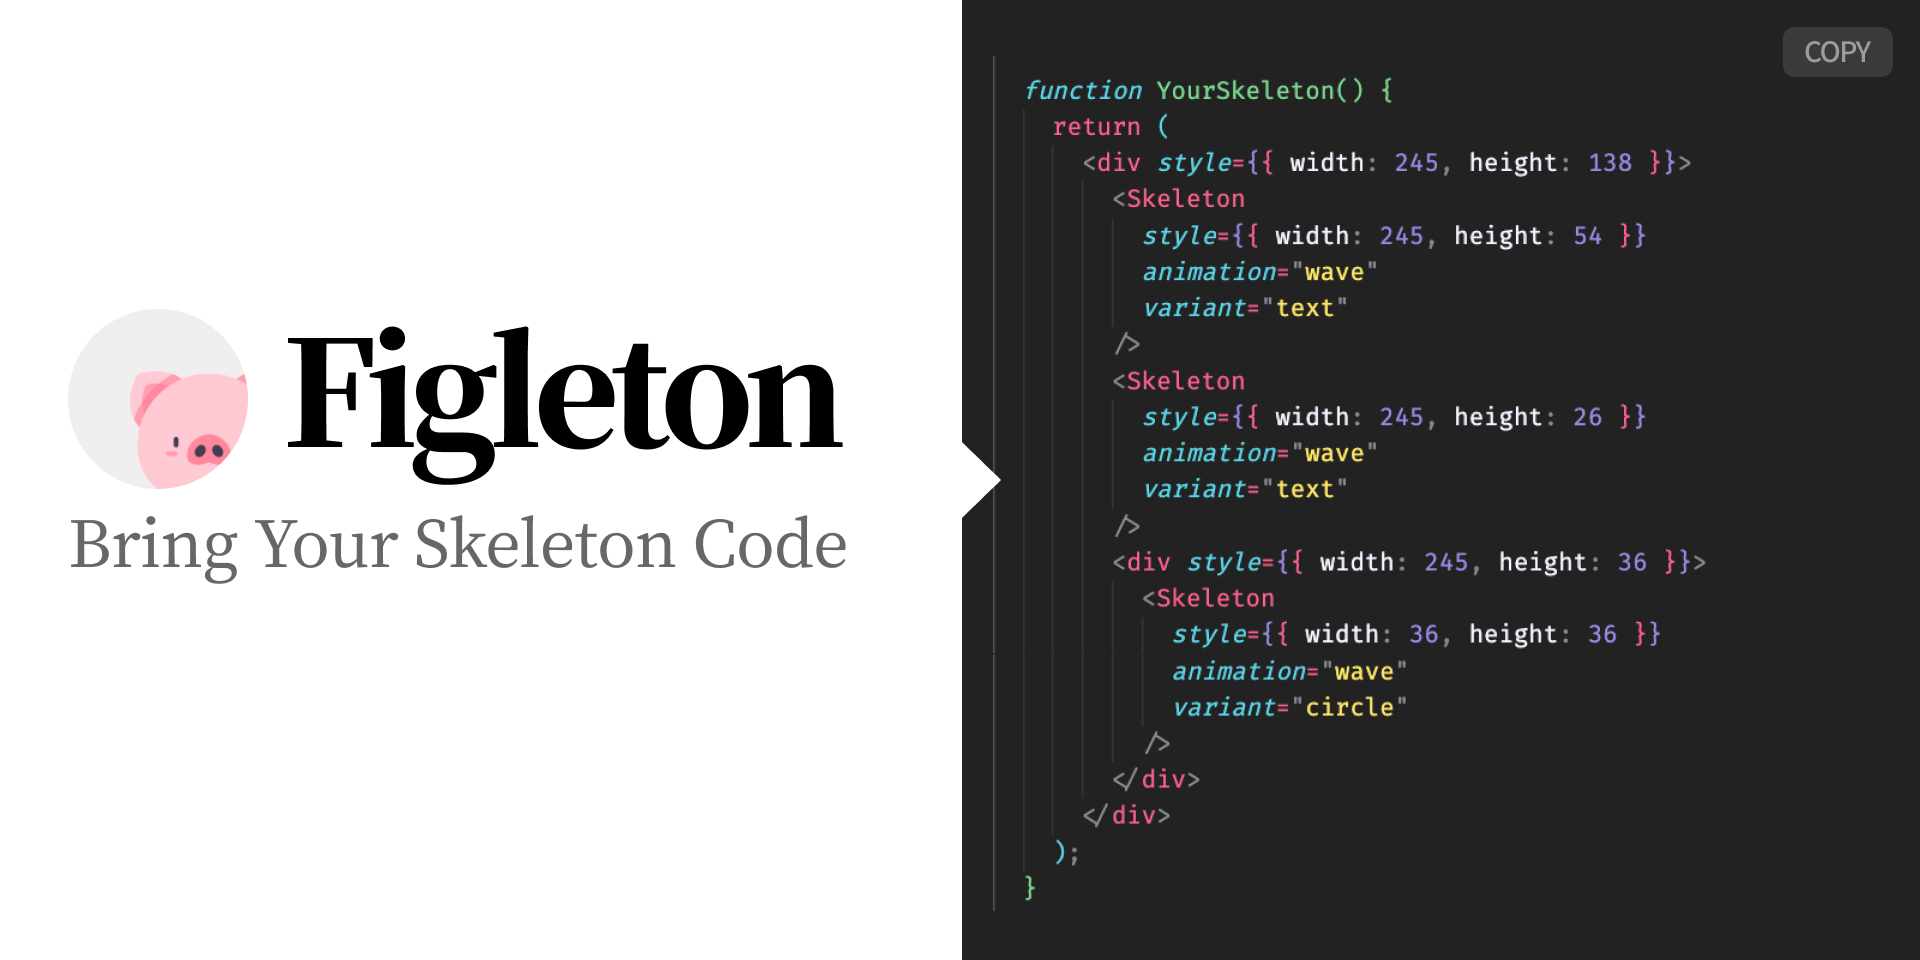 Figleton
Bring Your Skeleton Code
COPY
function YourSkeleton() {
  return (
    <div style={{ width: 245, height: 138 }}>
      <Skeleton
        style={{ width: 245, height: 54 }}
        animation="wave"
        variant="text"
      />
      <Skeleton
        style={{ width: 245, height: 26 }}
        animation="wave"
        variant="text"
      />
      <div style={{ width: 245, height: 36 }}>
        <Skeleton
          style={{ width: 36, height: 36 }}
          animation="wave"
          variant="circle"
        />
      </div>
    </div>
  );
}